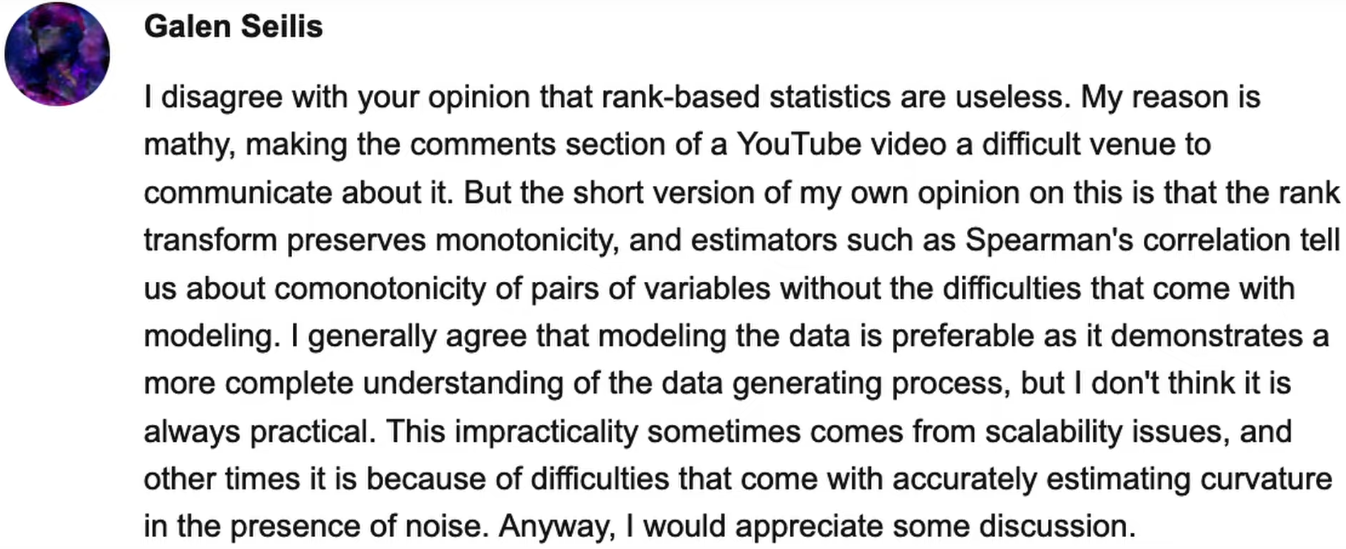 Galen Seilis
I disagree with your opinion that rank-based statistics are useless. My reason is
mathy, making the comments section of a YouTube video a difficult venue to
communicate about it. But the short version of my own opinion on this is that the rank
transform preserves monotonicity, and estimators such as Spearman's correlation tell
us about comonotonicity of pairs of variables without the difficulties that come with
modeling. I generally agree that modeling the data is preferable as it demonstrates a
more complete understanding of the data generating process, but I don't think it is
always practical. This impracticality sometimes comes from scalability issues, and
other times it is because of difficulties that come with accurately estimating curvature
in the presence of noise. Anyway, I would appreciate some discussion.